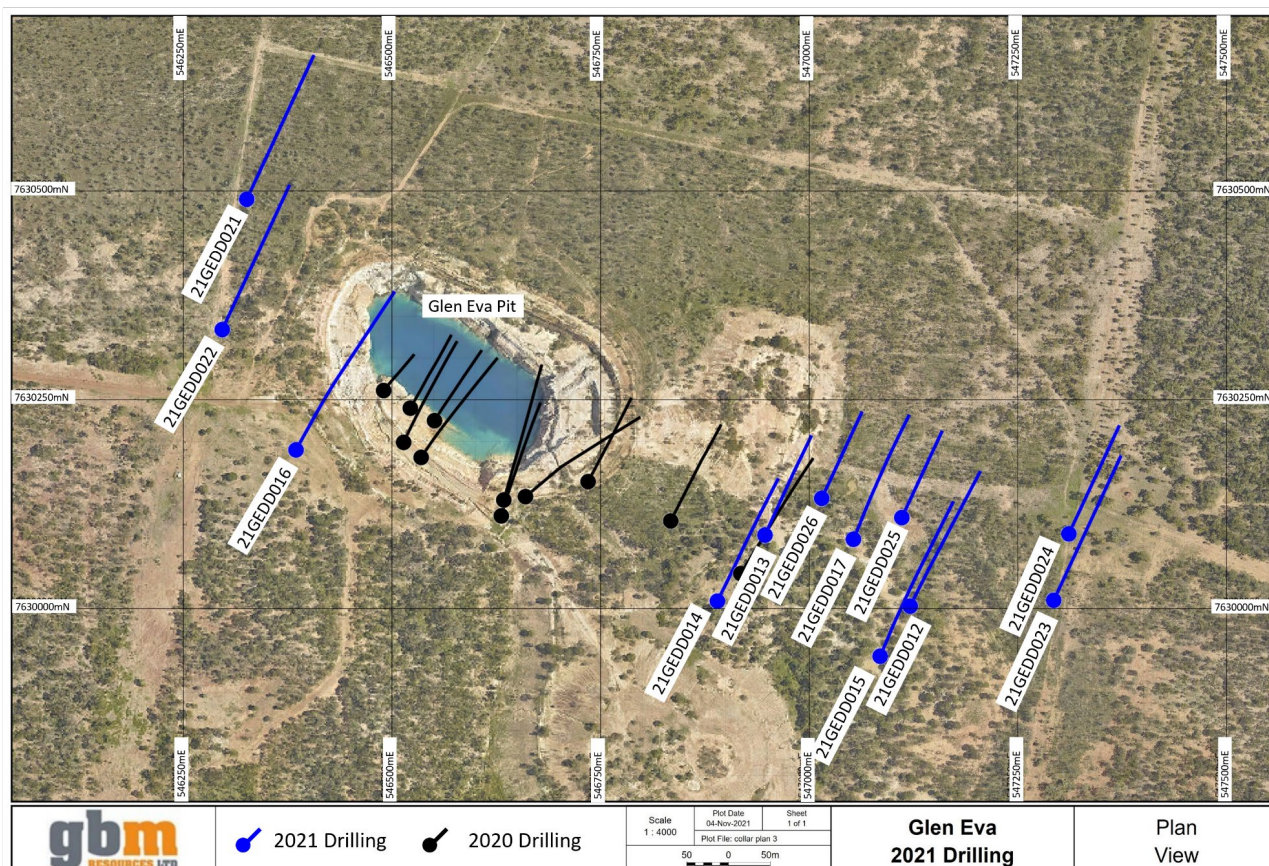 546250mE
546500mE
546750mE
547000mE
547250mE
547500mE
7630500mN
7630500mN
21GEDD021
Glen Eva Pit
21GEDD022
7630250mN
7630250mN
21GEDD016
21GEDD026
21GEDD013
21GEDD017
21GEDD025
21GEDD024
7630000mN
7630000mN
21GEDD014
21GEDD012
21GEDD015
21GEDD023
546250mE
546500mE
546750mE
547000mE
547250mE
547500mE
gbm
RESOURCES LTD
2021 Drilling
2020 Drilling
Scale
1 : 4000
Plot Date
04-Nov-2021
Sheet
1 of 1
Plot File: collar plan 3
50 0 50m
Glen Eva
2021 Drilling
Plan
View